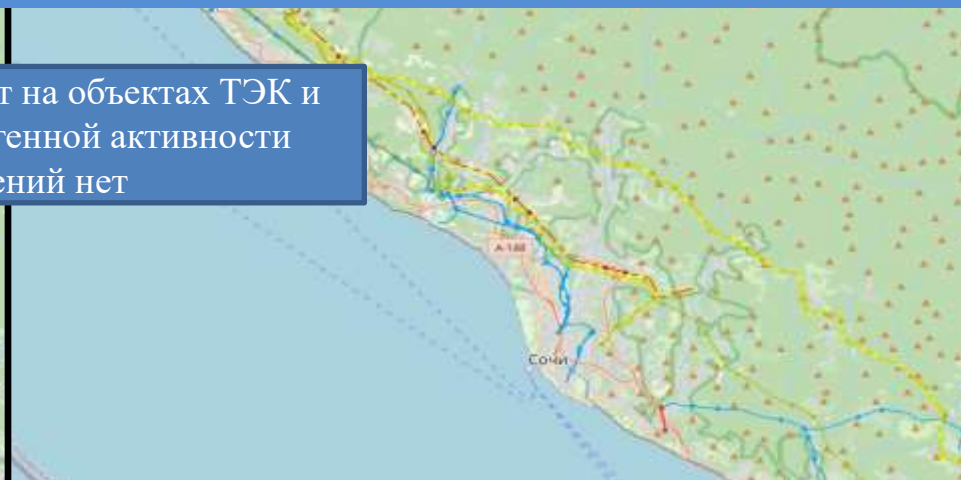 т на объектах ТЭК и
генной активности
ений нет
А-148
Сочи